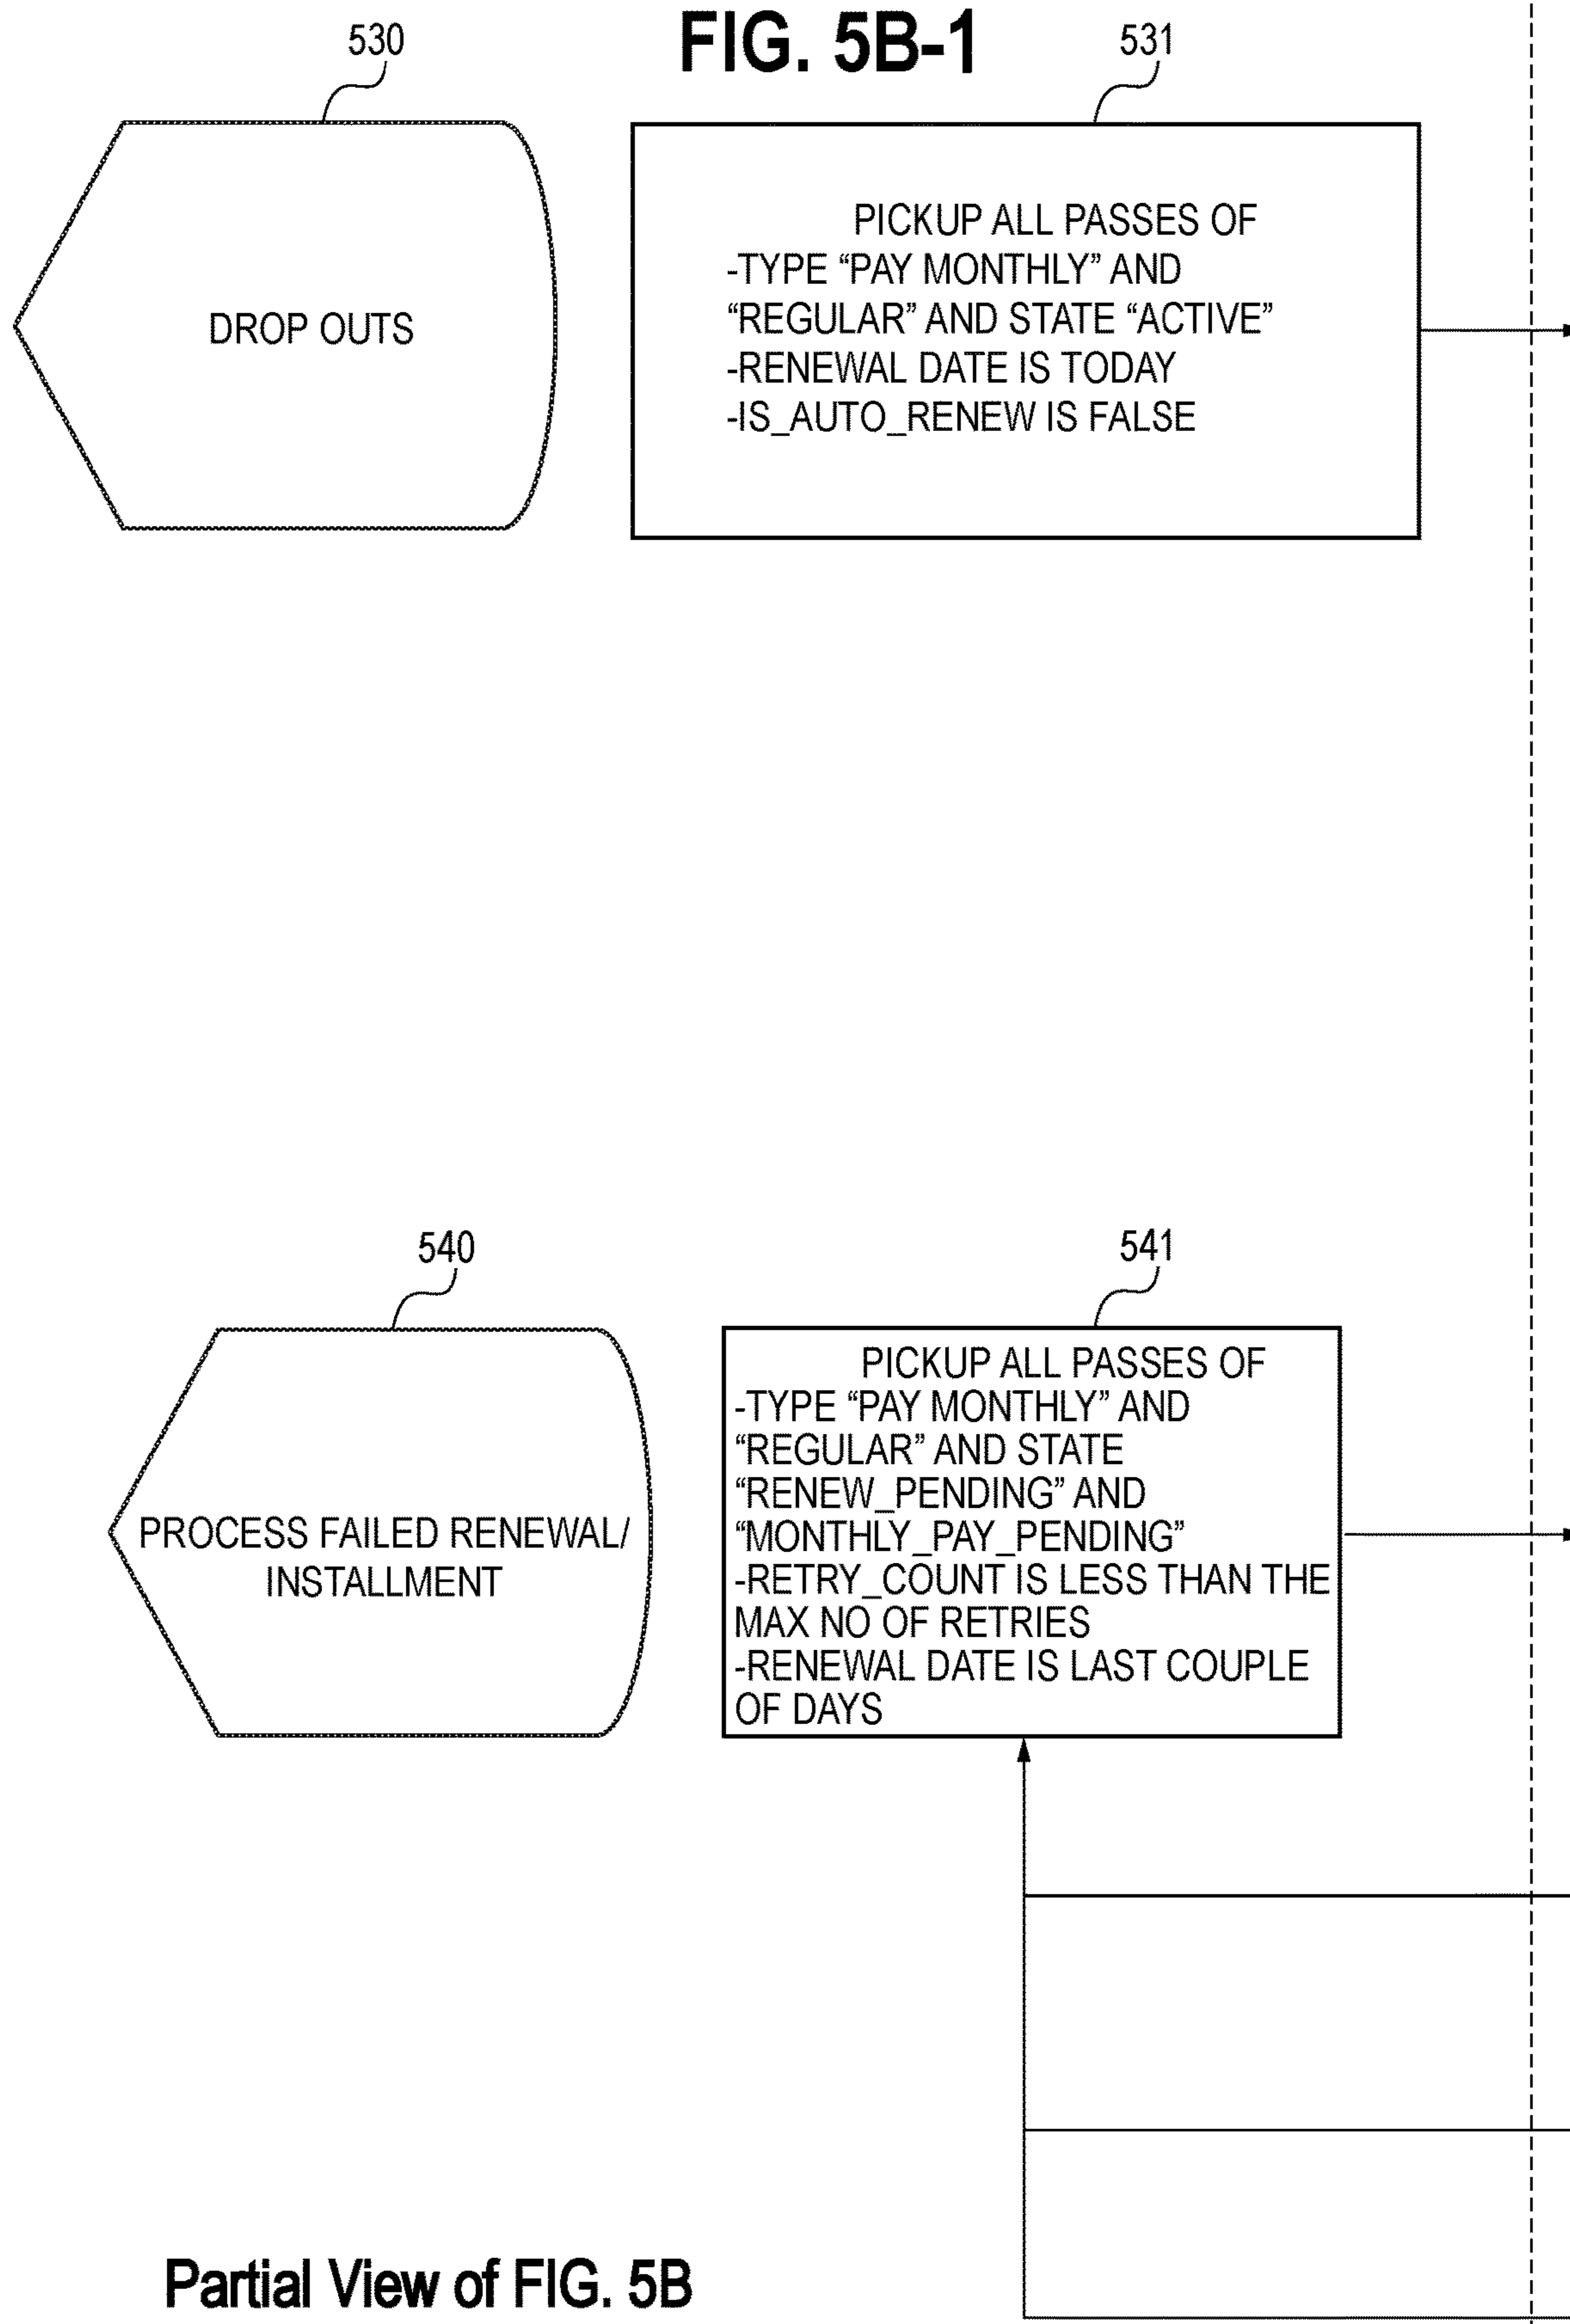 FIG. 5B-1
530
531
DROP OUTS
PICKUP ALL PASSES OF
-TYPE “PAY MONTHLY” AND
“REGULAR” AND STATE “ACTIVE”
-RENEWAL DATE IS TODAY
-IS_AUTO_RENEW IS FALSE
540
541
PROCESS FAILED RENEWAL/
INSTALLMENT
PICKUP ALL PASSES OF
-TYPE “PAY MONTHLY” AND
“REGULAR” AND STATE
“RENEW_PENDING” AND
“MONTHLY_PAY_PENDING”
-RETRY_COUNT IS LESS THAN THE
MAX NO OF RETRIES
-RENEWAL DATE IS LAST COUPLE
OF DAYS
Partial View of FIG. 5B